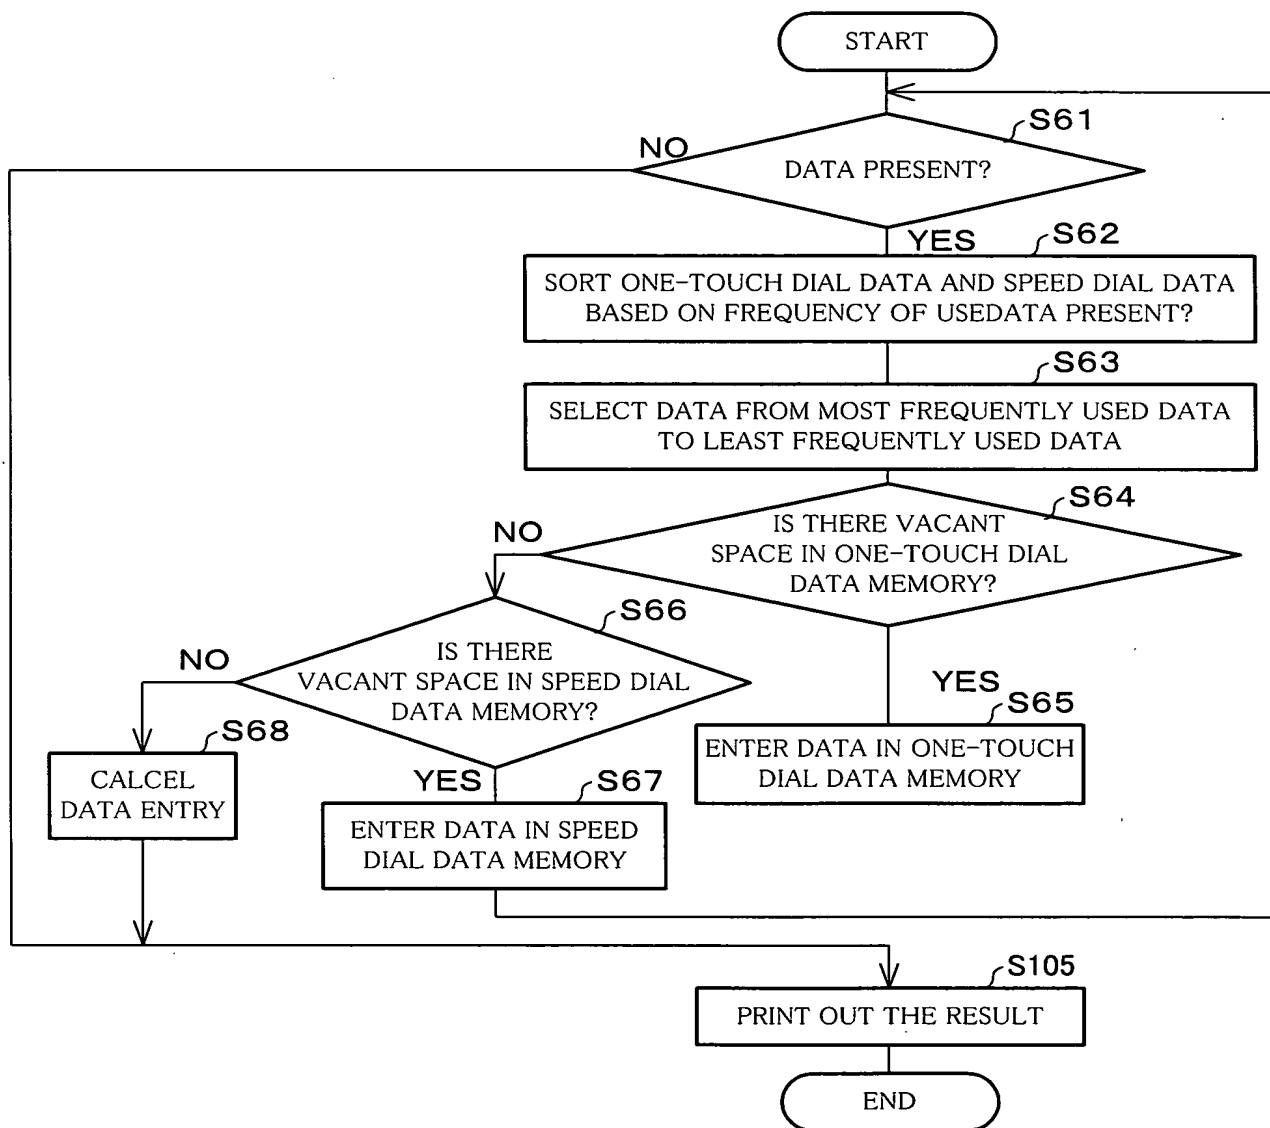 START
S61
NO
DATA PRESENT?
YES
S62
SORT ONE-TOUCH DIAL DATA AND SPEED DIAL DATA
BASED ON FREQUENCY OF USEDATA PRESENT?
S63
SELECT DATA FROM MOST FREQUENTLY USED DATA
TO LEAST FREQUENTLY USED DATA
S64
NO
IS THERE VACANT
SPACE IN ONE-TOUCH DIAL
DATA MEMORY?
S66
NO
IS THERE
VACANT SPACE IN SPEED DIAL
DATA MEMORY?
YES
S65
ENTER DATA IN ONE-TOUCH
DIAL DATA MEMORY
S68
CALCEL
DATA ENTRY
YES
S67
ENTER DATA IN SPEED
DIAL DATA MEMORY
S105
PRINT OUT THE RESULT
END